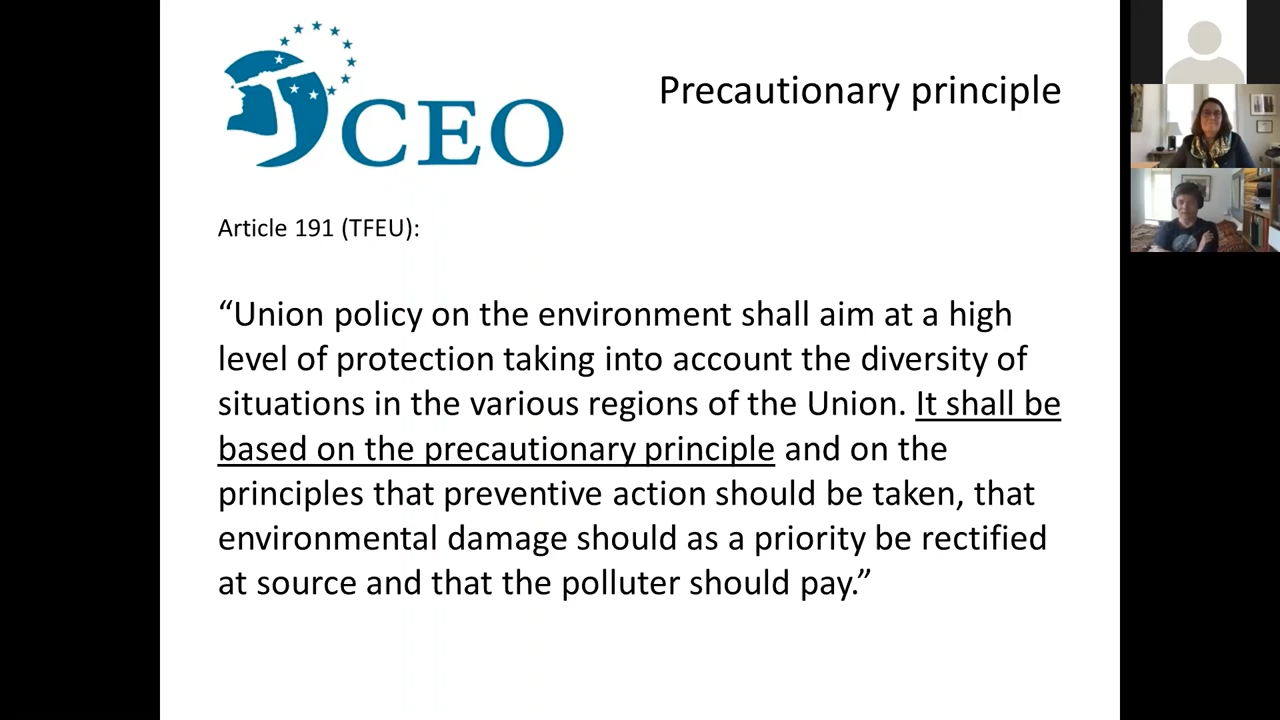 CEO
Precautionary principle
Article 191 (TFEU):
“Union policy on the environment shall aim at a high
level of protection taking into account the diversity of
situations in the various regions of the Union. It shall be
based on the precautionary principle and on the
principles that preventive action should be taken, that
environmental damage should as a priority be rectified
at source and that the polluter should pay.”